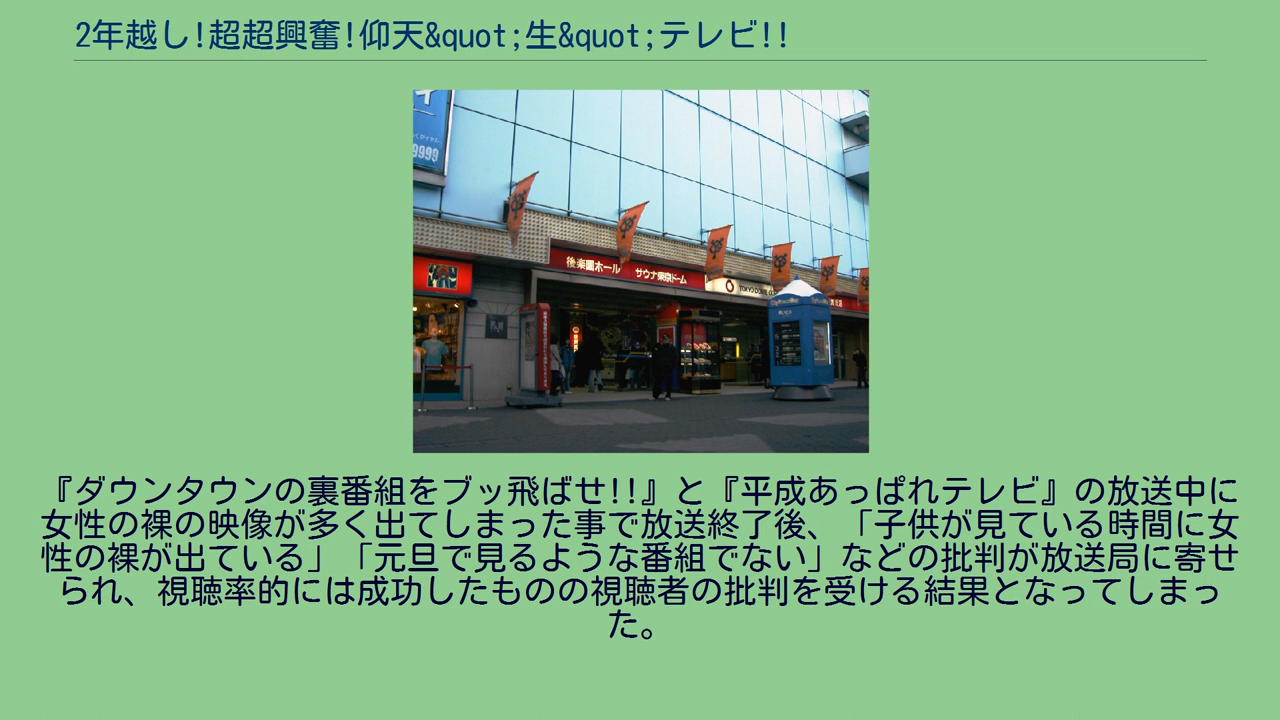 2年越し!超超興奮!仰天&quot;生&quot;テレビ!!
9999
後楽園ホール サウナ東京ドーム
『ダウンタウンの裏番組をブッ飛ばせ!!』と『平成あっぱれテレビ』の放送中に
女性の裸の映像が多く出てしまった事で放送終了後、「子供が見ている時間に女
性の裸が出ている」「元旦で見るような番組でない」などの批判が放送局に寄せ
られ、視聴率的には成功したものの視聴者の批判を受ける結果となってしまっ
た。